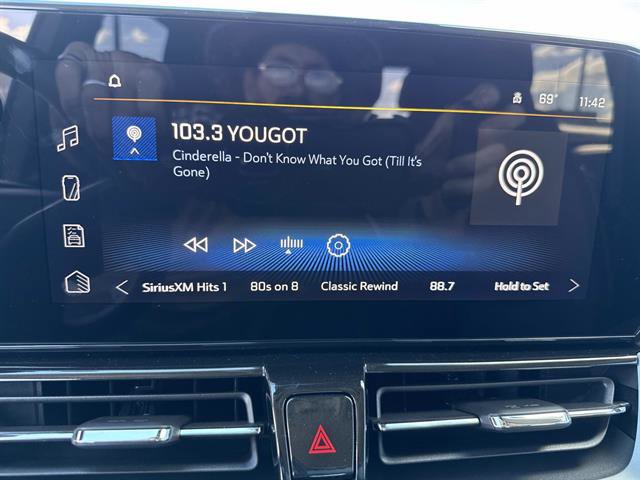 69° 11:42
103.3 YOUGOT
Cinderella - Don't Know What You Got (Till It's
Gone)
SiriusXM Hits 1 80s on 8 Classic Rewind 88.7 Hold to Set